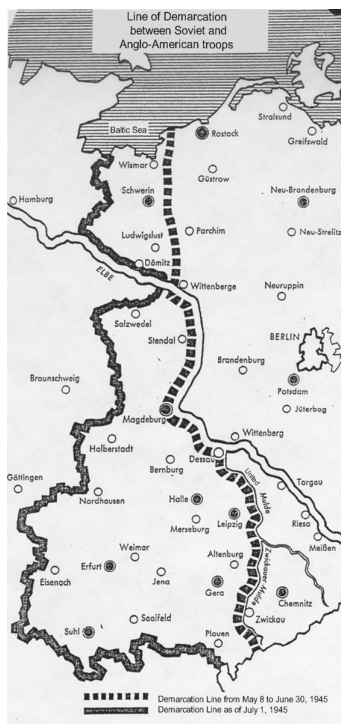 Line of Demarcation
between Soviet and
Anglo-American troops
Baltic Sea
Stralsund
Rostock
Greifswald
Wismar
Güstrow
Schwerin
Neu-Brandenburg
Hamburg
Ludwigslust
Parchim
Neu-Strelitz
Dömitz
ELBE
Wittenberge
Neuruppin
Salzwedel
Stendal
BERLIN
Brandenburg
Potsdam
Braunschweig
Magdeburg
Jüterbog
Halberstadt
Wittenberg
Bernburg
Dessau
Göttingen
Nordhausen
United
Mulde
Torgau
Halle
Leipzig
Riesa
Merseburg
Meißen
Weimar
Altenburg
Zwickauer Mulde
Eisenach
Erfurt
Jena
Gera
Chemnitz
Zwickau
Suhl
Saalfeld
Plauen
Demarcation Line from May 8 to June 30, 1945
Demarcation Line as of July 1, 1945